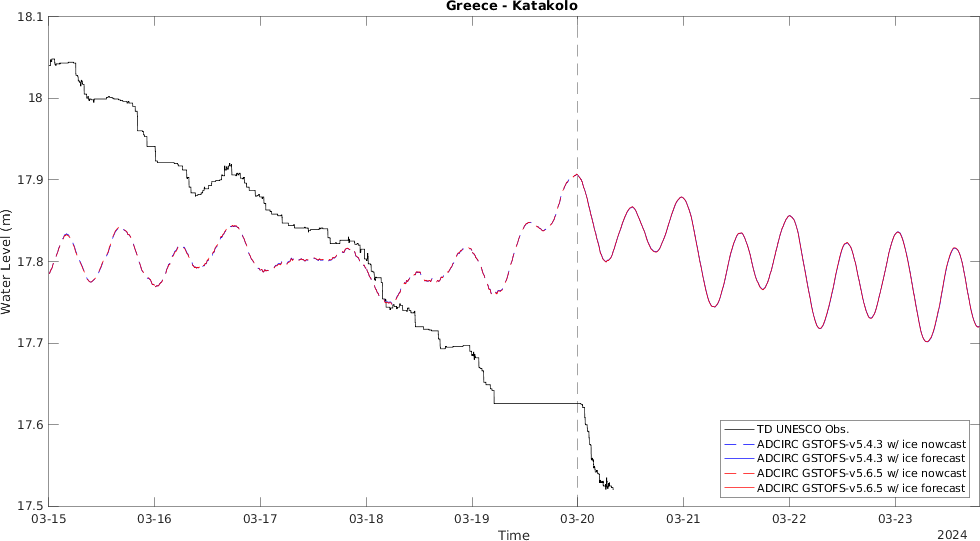 Greece - Katakolo
18.1
18
17.9
17.8
17.7
17.6
17.5
Water Level (m)
TD UNESCO Obs.
ADCIRC GSTOFS-v5.4.3 w/ ice nowcast
ADCIRC GSTOFS-v5.4.3 w/ ice forecast
ADCIRC GSTOFS-v5.6.5 w/ ice nowcast
ADCIRC GSTOFS-v5.6.5 w/ ice forecast
03-15 03-16 03-17 03-18 03-19 03-20 03-21 03-22 03-23
Time
2024